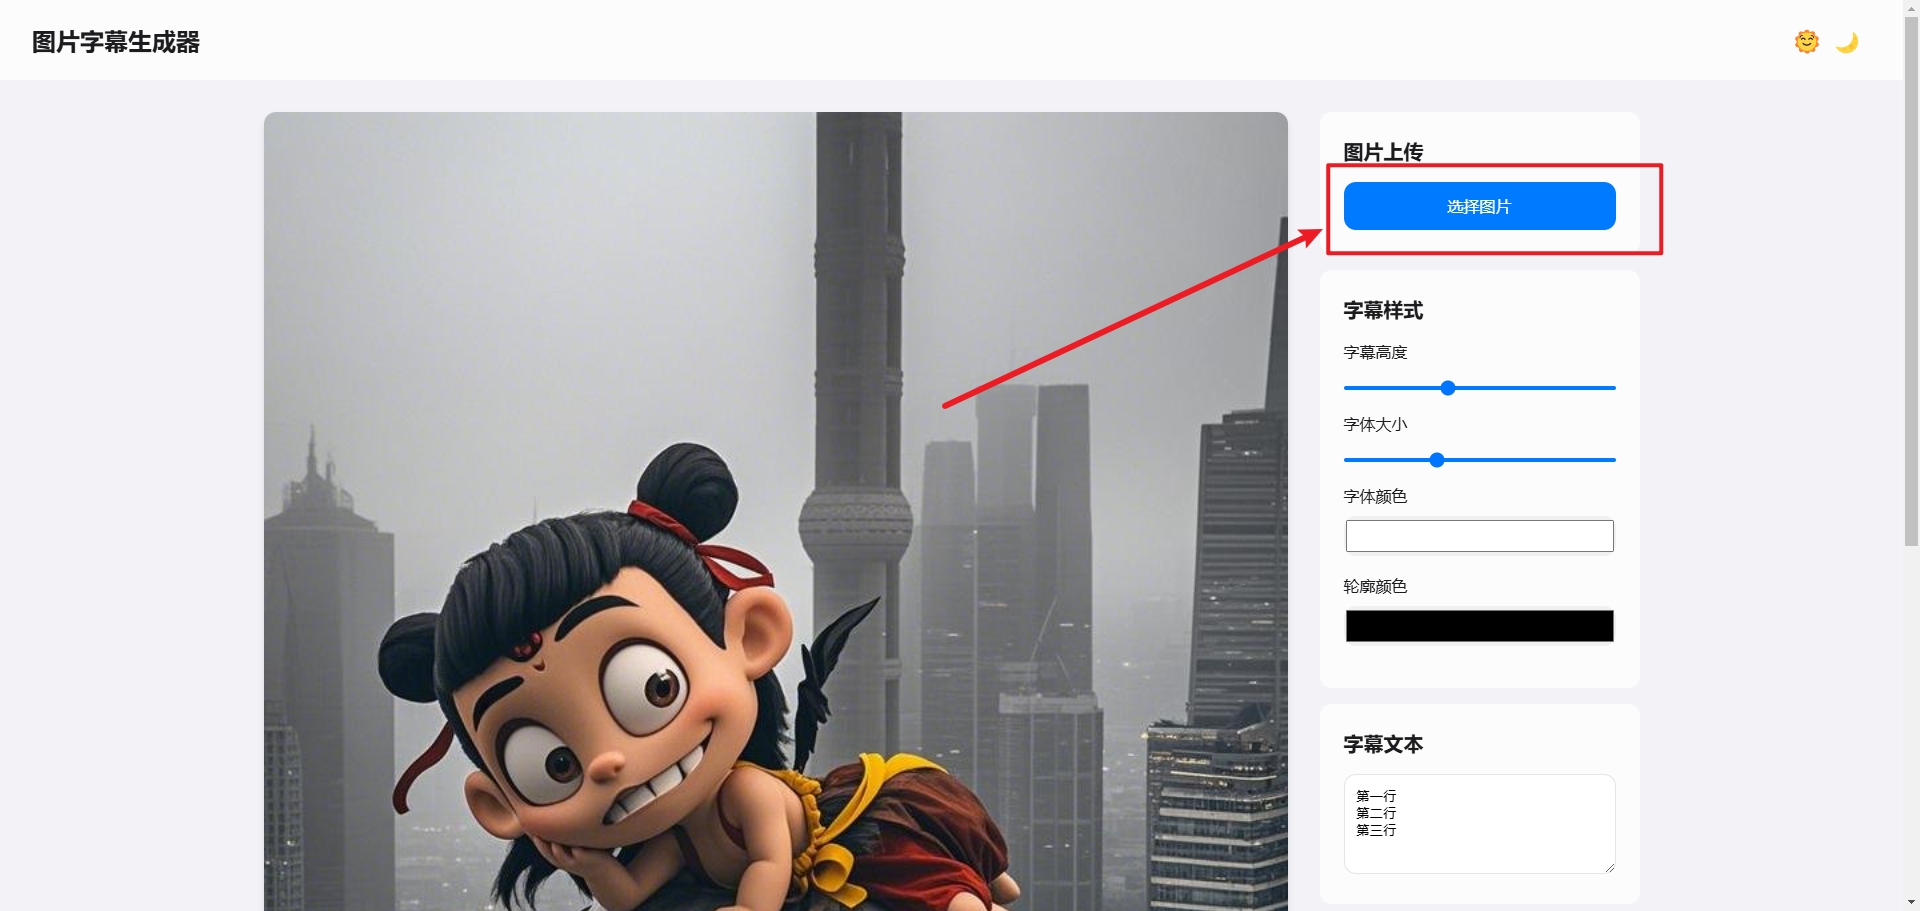 图片字幕生成器
图片上传
选择图片
字幕样式
字幕高度
字体大小
字体颜色
轮廓颜色
字幕文本
第一行
第二行
第三行